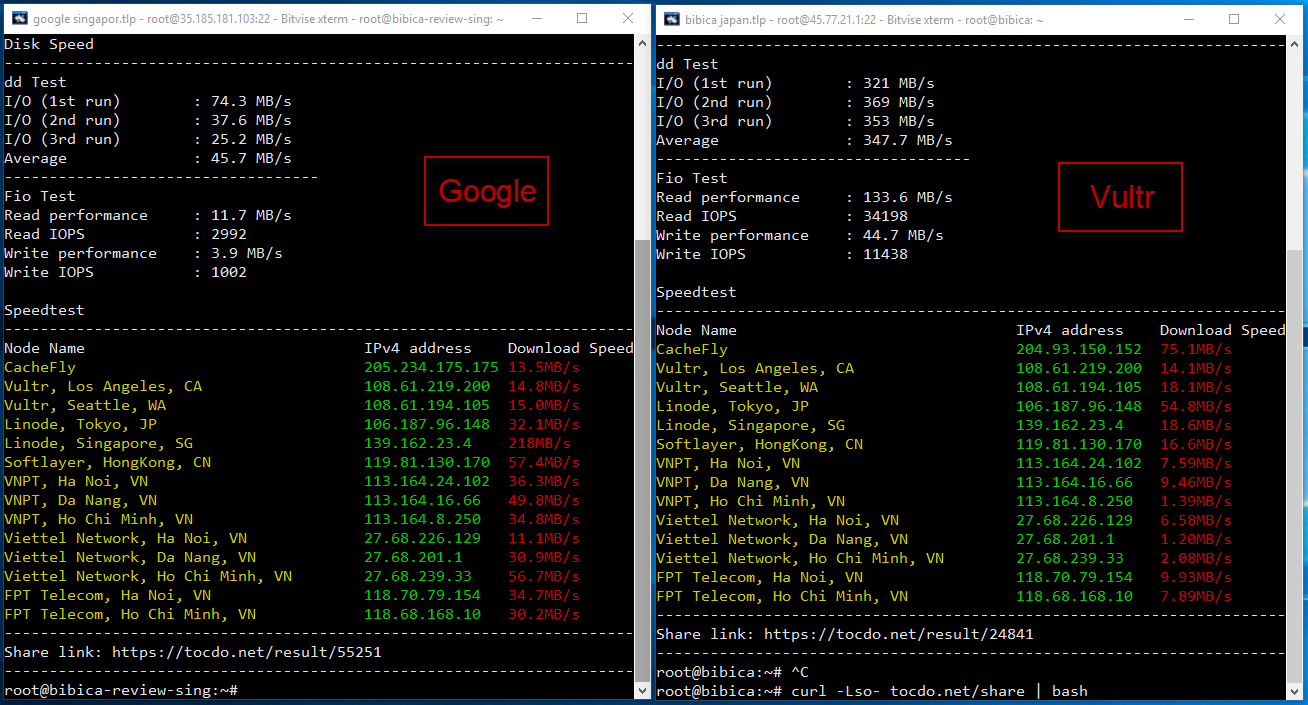 google singapor.tlp - root@35.185.181.103:22 - Bitvise xterm - root@bibica-review-sing: ~
Disk Speed
----------------------------------------------------------------------
dd Test
I/O (1st run)        : 74.3 MB/s
I/O (2nd run)        : 37.6 MB/s
I/O (3rd run)        : 25.2 MB/s
Average              : 45.7 MB/s
-----------------------------------
Fio Test
Read performance     : 11.7 MB/s
Read IOPS            : 2992
Write performance    : 3.9 MB/s
Write IOPS           : 1002
Google
Speedtest
----------------------------------------------------------------------
Node Name                               IPv4 address    Download Speed
CacheFly                                205.234.175.175 13.5MB/s
Vultr, Los Angeles, CA                  108.61.219.200  14.8MB/s
Vultr, Seattle, WA                      108.61.194.105  15.0MB/s
Linode, Tokyo, JP                       106.187.96.148  32.1MB/s
Linode, Singapore, SG                   139.162.23.4    218MB/s
Softlayer, HongKong, CN                 119.81.130.170  57.4MB/s
VNPT, Ha Noi, VN                        113.164.24.102  36.3MB/s
VNPT, Da Nang, VN                       113.164.16.66   49.8MB/s
VNPT, Ho Chi Minh, VN                   113.164.8.250   34.8MB/s
Viettel Network, Ha Noi, VN             27.68.226.129   11.1MB/s
Viettel Network, Da Nang, VN            27.68.201.1     30.9MB/s
Viettel Network, Ho Chi Minh, VN        27.68.239.33    56.7MB/s
FPT Telecom, Ha Noi, VN                 118.70.79.154   34.7MB/s
FPT Telecom, Ho Chi Minh, VN            118.68.168.10   30.2MB/s
----------------------------------------------------------------------
Share link: https://tocdo.net/result/55251
----------------------------------------------------------------------
root@bibica-review-sing:~#
bibica japan.tlp - root@45.77.21.1:22 - Bitvise xterm - root@bibica: ~
----------------------------------------------------------------------
dd Test
I/O (1st run)        : 321 MB/s
I/O (2nd run)        : 369 MB/s
I/O (3rd run)        : 353 MB/s
Average              : 347.7 MB/s
-----------------------------------
Fio Test
Read performance     : 133.6 MB/s
Read IOPS            : 34198
Write performance    : 44.7 MB/s
Write IOPS           : 11438
Vultr
Speedtest
----------------------------------------------------------------------
Node Name                               IPv4 address    Download Speed
CacheFly                                204.93.150.152  75.1MB/s
Vultr, Los Angeles, CA                  108.61.219.200  14.1MB/s
Vultr, Seattle, WA                      108.61.194.105  18.1MB/s
Linode, Tokyo, JP                       106.187.96.148  54.8MB/s
Linode, Singapore, SG                   139.162.23.4    18.6MB/s
Softlayer, HongKong, CN                 119.81.130.170  16.6MB/s
VNPT, Ha Noi, VN                        113.164.24.102  7.59MB/s
VNPT, Da Nang, VN                       113.164.16.66   9.46MB/s
VNPT, Ho Chi Minh, VN                   113.164.8.250   1.39MB/s
Viettel Network, Ha Noi, VN             27.68.226.129   6.58MB/s
Viettel Network, Da Nang, VN            27.68.201.1     1.20MB/s
Viettel Network, Ho Chi Minh, VN        27.68.239.33    2.08MB/s
FPT Telecom, Ha Noi, VN                 118.70.79.154   9.93MB/s
FPT Telecom, Ho Chi Minh, VN            118.68.168.10   7.89MB/s
----------------------------------------------------------------------
Share link: https://tocdo.net/result/24841
----------------------------------------------------------------------
root@bibica:~# ^C
root@bibica:~# curl -Lso- tocdo.net/share | bash